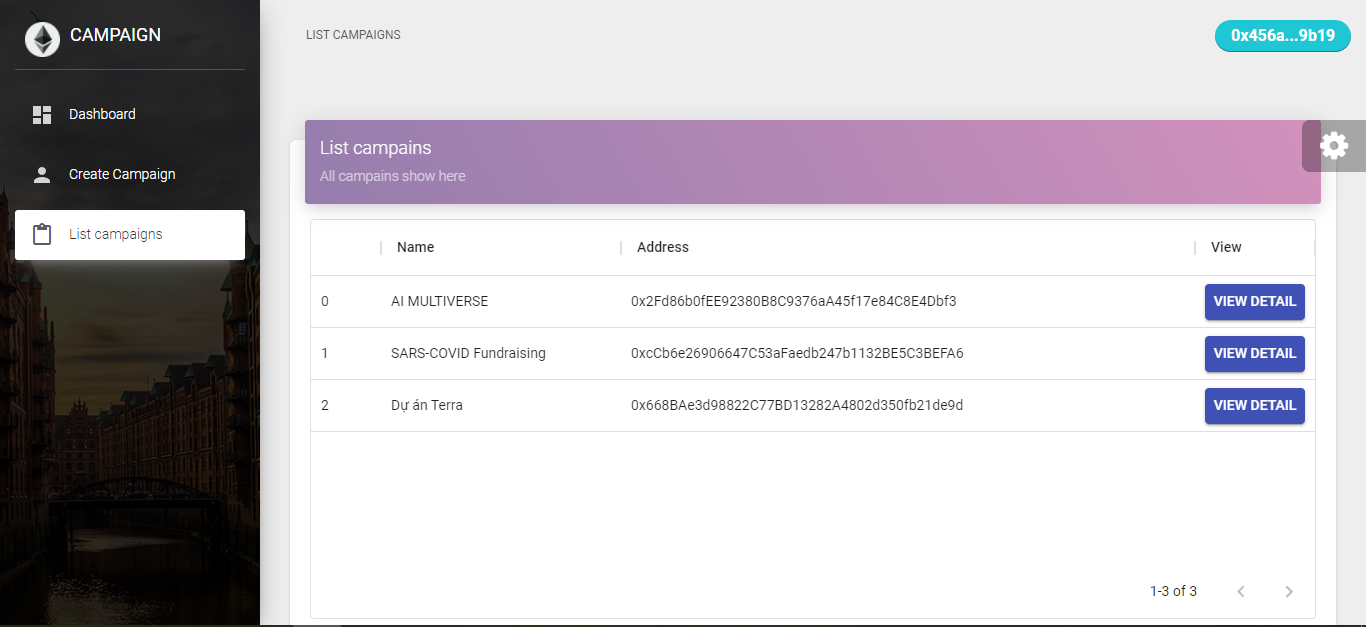 CAMPAIGN
Dashboard
Create Campaign
List campaigns
LIST CAMPAIGNS
0x456a...9b19
List campains
All campains show here
Name Address View
0 AI MULTIVERSE 0x2Fd86b0fEE92380B8C9376aA45f17e84C8E4Dbf3 VIEW DETAIL
1 SARS-COVID Fundraising 0xcCb6e26906647C53aFaedb247b1132BE5C3BEFA6 VIEW DETAIL
2 Dự án Terra 0x668BAe3d98822C77BD13282A4802d350fb21de9d VIEW DETAIL
1-3 of 3